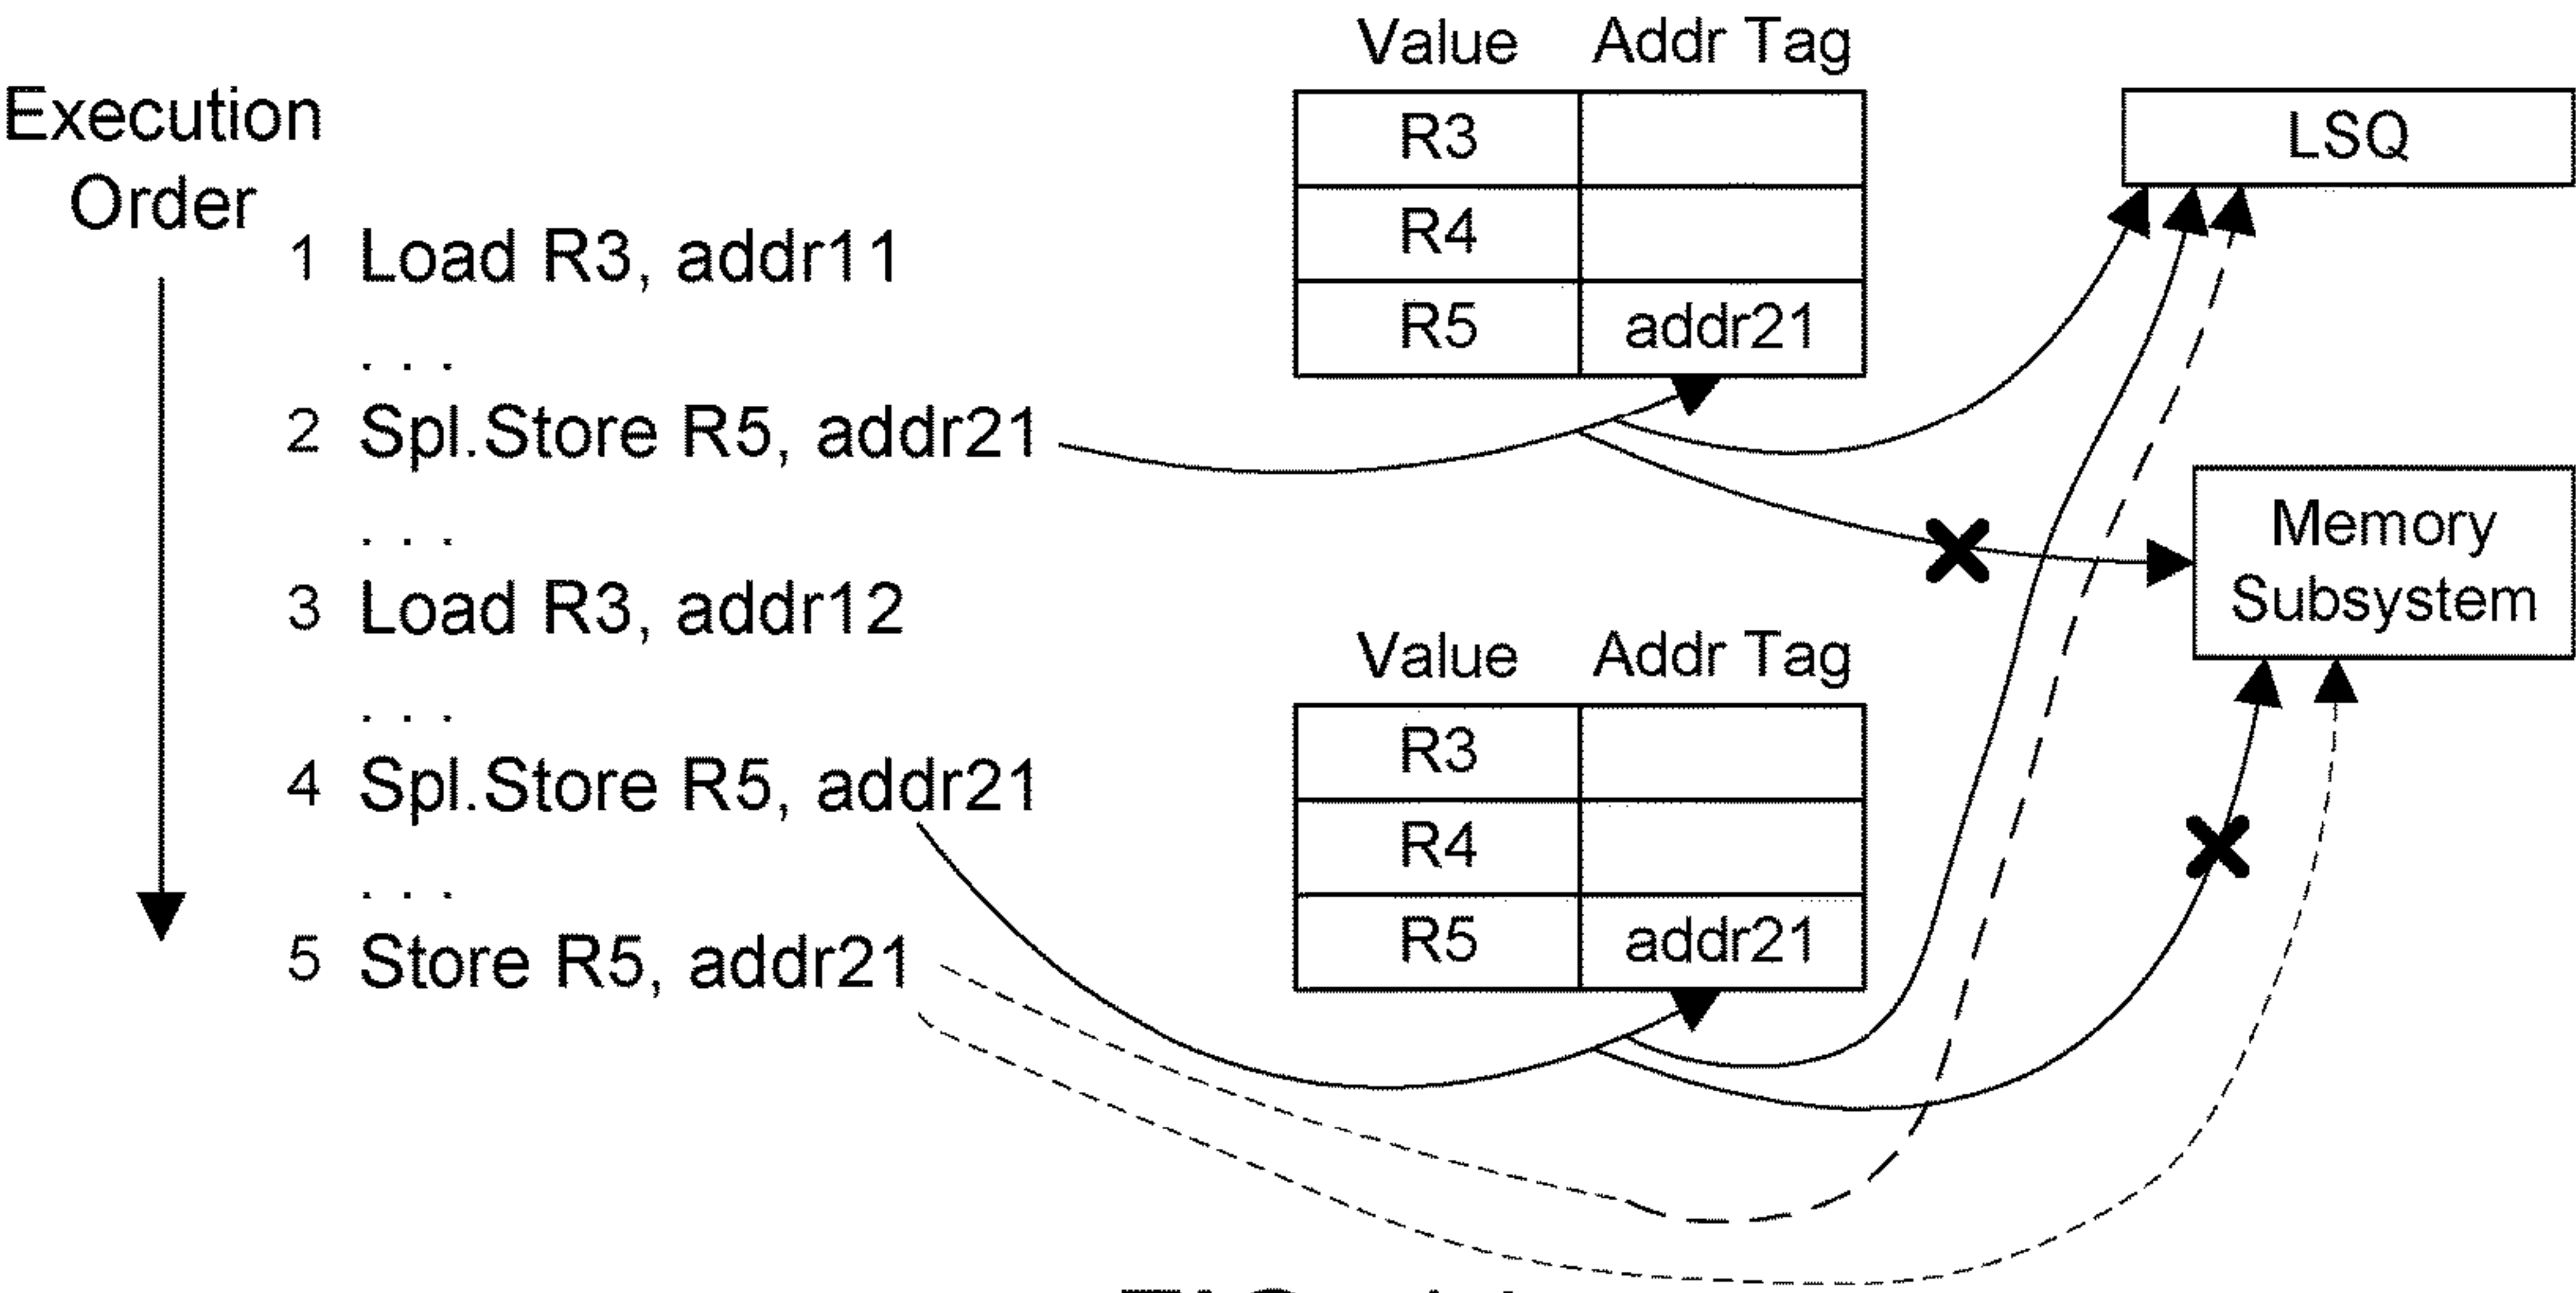 Execution
Order
1 Load R3, addr11
. . .
2 Spl.Store R5, addr21
. . .
3 Load R3, addr12
. . .
4 Spl.Store R5, addr21
. . .
5 Store R5, addr21
Value Addr Tag
R3
R4
R5 addr21
Value Addr Tag
R3
R4
R5 addr21
LSQ
Memory
Subsystem